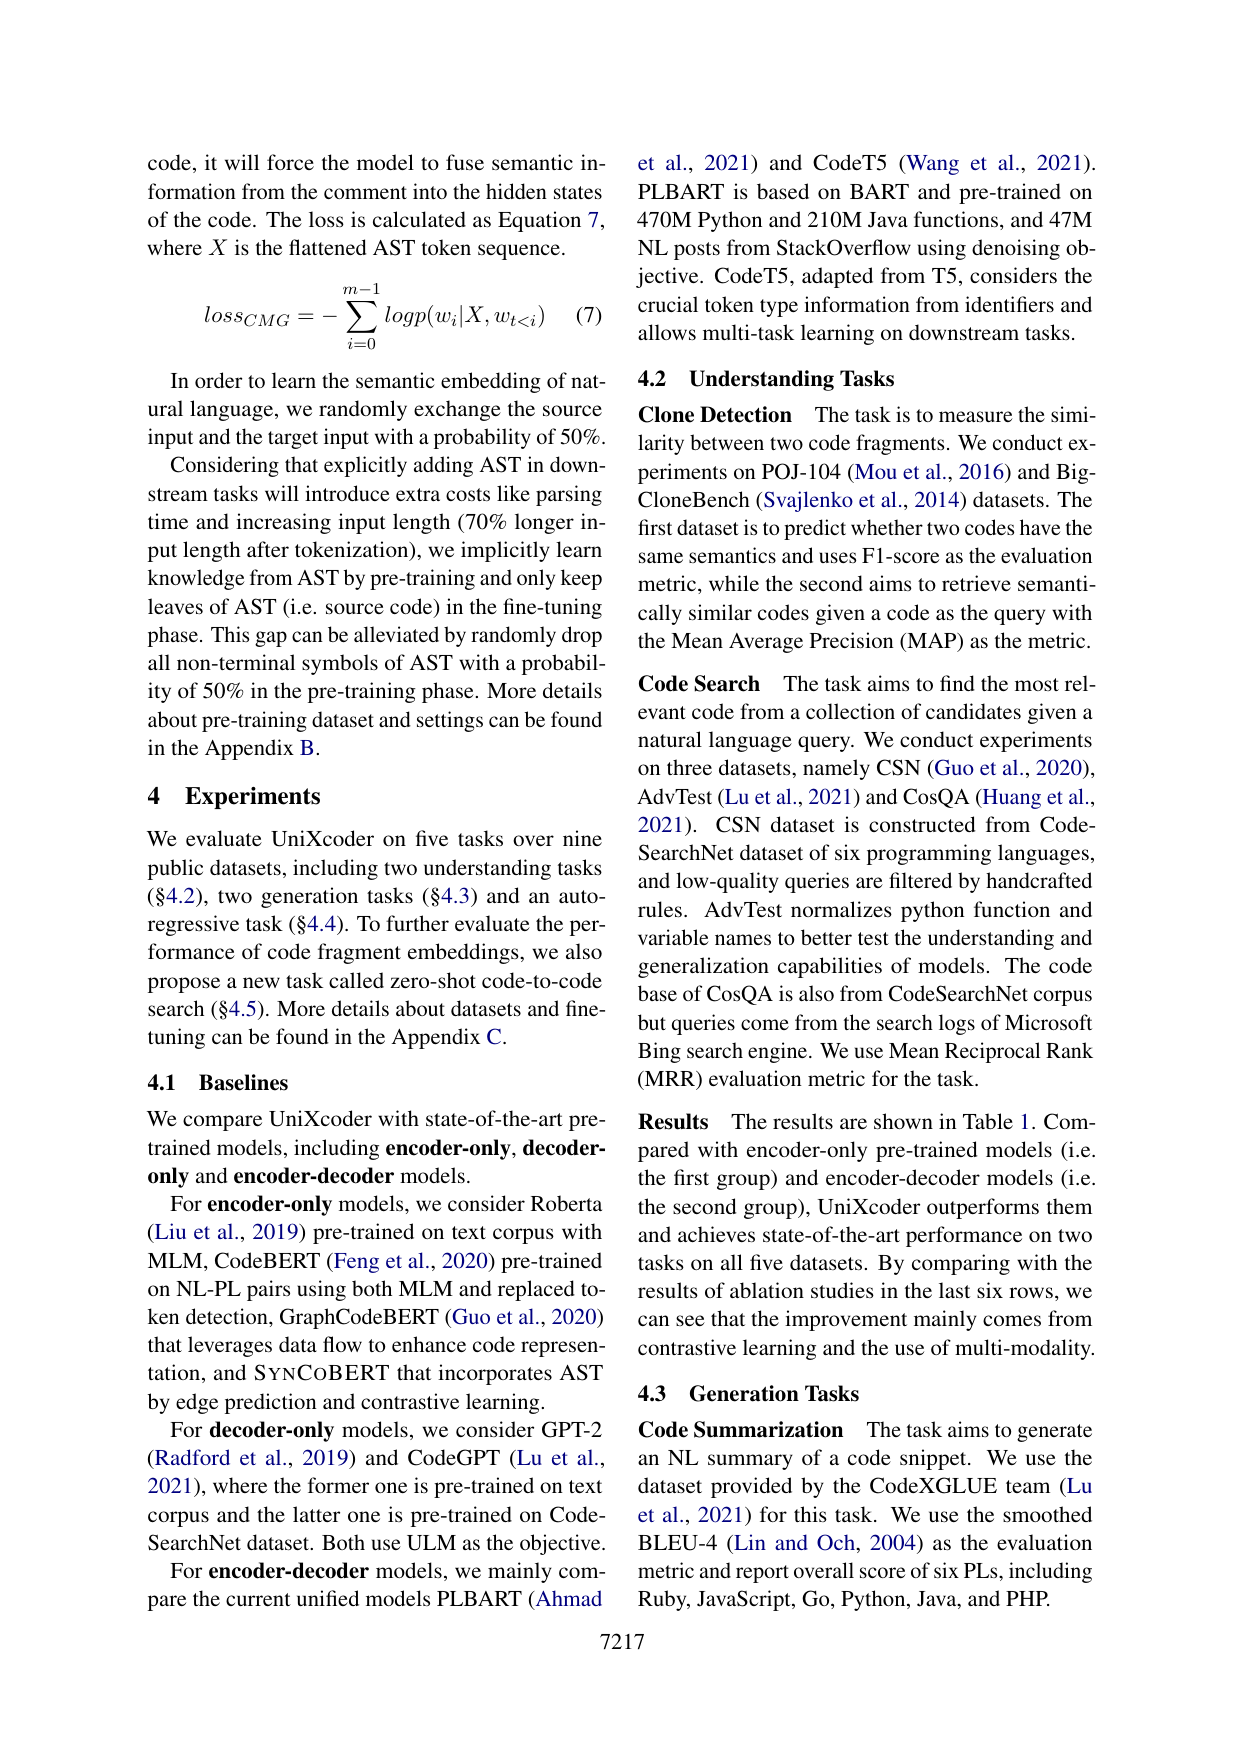 code, it will force the model to fuse semantic in-
formation from the comment into the hidden states
of the code. The loss is calculated as Equation 7,
where X is the flattened AST token sequence.
loss_{CMG} = − \sum_{i=0}^{m−1} logp(w_i|X, w_{t<i}) (7)
In order to learn the semantic embedding of nat-
ural language, we randomly exchange the source
input and the target input with a probability of 50%.
Considering that explicitly adding AST in down-
stream tasks will introduce extra costs like parsing
time and increasing input length (70% longer in-
put length after tokenization), we implicitly learn
knowledge from AST by pre-training and only keep
leaves of AST (i.e. source code) in the fine-tuning
phase. This gap can be alleviated by randomly drop
all non-terminal symbols of AST with a probabil-
ity of 50% in the pre-training phase. More details
about pre-training dataset and settings can be found
in the Appendix B.
4 Experiments
We evaluate UniXcoder on five tasks over nine
public datasets, including two understanding tasks
(§4.2), two generation tasks (§4.3) and an auto-
regressive task (§4.4). To further evaluate the per-
formance of code fragment embeddings, we also
propose a new task called zero-shot code-to-code
search (§4.5). More details about datasets and fine-
tuning can be found in the Appendix C.
4.1 Baselines
We compare UniXcoder with state-of-the-art pre-
trained models, including encoder-only, decoder-
only and encoder-decoder models.
For encoder-only models, we consider Roberta
(Liu et al., 2019) pre-trained on text corpus with
MLM, CodeBERT (Feng et al., 2020) pre-trained
on NL-PL pairs using both MLM and replaced to-
ken detection, GraphCodeBERT (Guo et al., 2020)
that leverages data flow to enhance code represen-
tation, and SYNCOBERT that incorporates AST
by edge prediction and contrastive learning.
For decoder-only models, we consider GPT-2
(Radford et al., 2019) and CodeGPT (Lu et al.,
2021), where the former one is pre-trained on text
corpus and the latter one is pre-trained on Code-
SearchNet dataset. Both use ULM as the objective.
For encoder-decoder models, we mainly com-
pare the current unified models PLBART (Ahmad
et al., 2021) and CodeT5 (Wang et al., 2021).
PLBART is based on BART and pre-trained on
470M Python and 210M Java functions, and 47M
NL posts from StackOverflow using denoising ob-
jective. CodeT5, adapted from T5, considers the
crucial token type information from identifiers and
allows multi-task learning on downstream tasks.
4.2 Understanding Tasks
Clone Detection The task is to measure the simi-
larity between two code fragments. We conduct ex-
periments on POJ-104 (Mou et al., 2016) and Big-
CloneBench (Svajlenko et al., 2014) datasets. The
first dataset is to predict whether two codes have the
same semantics and uses F1-score as the evaluation
metric, while the second aims to retrieve semanti-
cally similar codes given a code as the query with
the Mean Average Precision (MAP) as the metric.
Code Search The task aims to find the most rel-
evant code from a collection of candidates given a
natural language query. We conduct experiments
on three datasets, namely CSN (Guo et al., 2020),
AdvTest (Lu et al., 2021) and CosQA (Huang et al.,
2021). CSN dataset is constructed from Code-
SearchNet dataset of six programming languages,
and low-quality queries are filtered by handcrafted
rules. AdvTest normalizes python function and
variable names to better test the understanding and
generalization capabilities of models. The code
base of CosQA is also from CodeSearchNet corpus
but queries come from the search logs of Microsoft
Bing search engine. We use Mean Reciprocal Rank
(MRR) evaluation metric for the task.
Results The results are shown in Table 1. Com-
pared with encoder-only pre-trained models (i.e.
the first group) and encoder-decoder models (i.e.
the second group), UniXcoder outperforms them
and achieves state-of-the-art performance on two
tasks on all five datasets. By comparing with the
results of ablation studies in the last six rows, we
can see that the improvement mainly comes from
contrastive learning and the use of multi-modality.
4.3 Generation Tasks
Code Summarization The task aims to generate
an NL summary of a code snippet. We use the
dataset provided by the CodeXGLUE team (Lu
et al., 2021) for this task. We use the smoothed
BLEU-4 (Lin and Och, 2004) as the evaluation
metric and report overall score of six PLs, including
Ruby, JavaScript, Go, Python, Java, and PHP.
7217